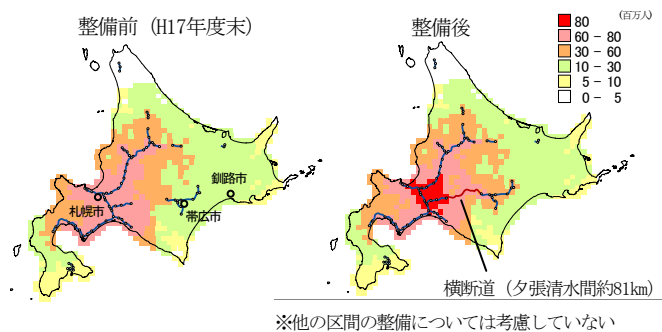 整備前（H17年度末）
整備後
（百万人）
80
60 - 80
30 - 60
10 - 30
5 - 10
0 - 5
札幌市
釧路市
帯広市
横断道（夕張清水間約81km）
※他の区間の整備については考慮していない